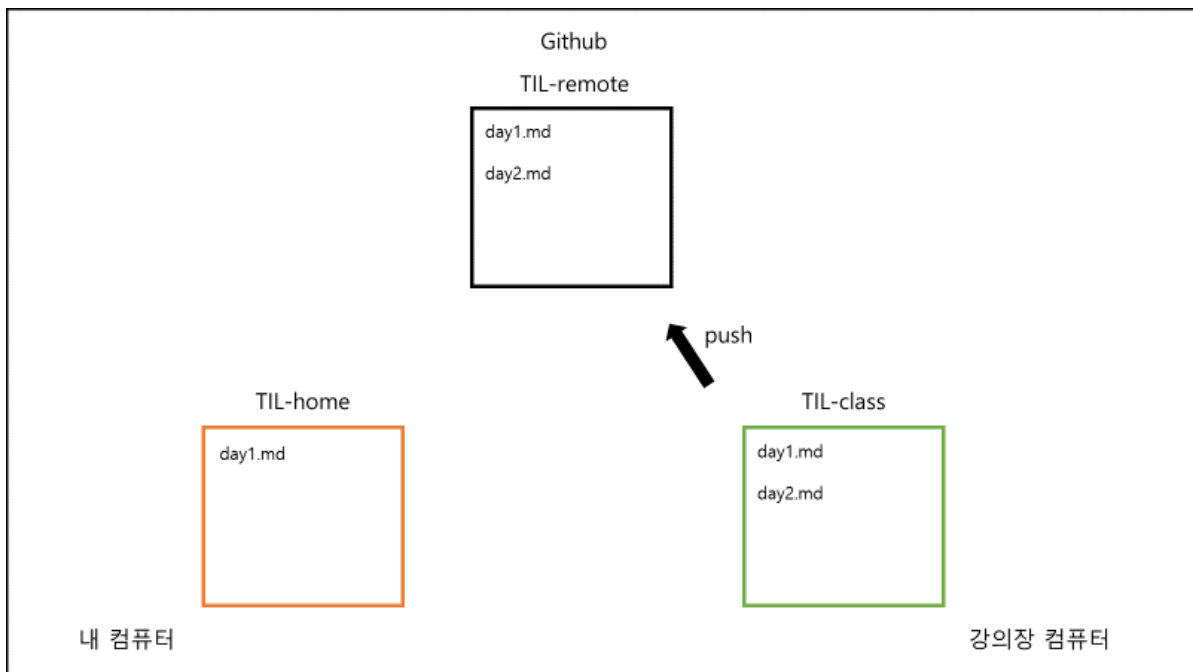 Github
TIL-remote
day1.md
day2.md
push
TIL-home
day1.md
TIL-class
day1.md
day2.md
내 컴퓨터
강의장 컴퓨터